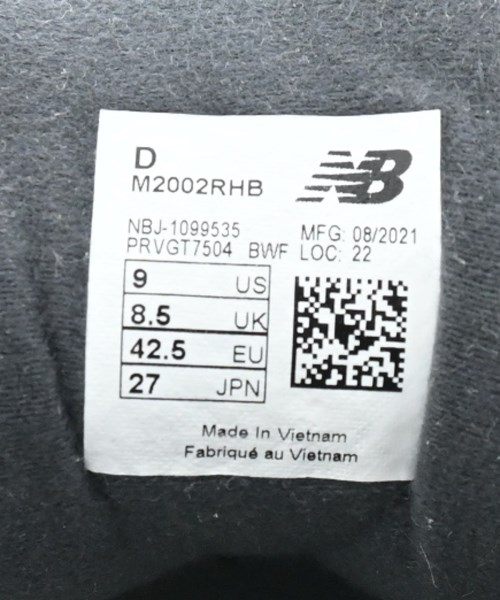 D
M2002RHB
NB
NBJ-1099535
PRVGT7504 BWF
MFG: 08/2021
LOC: 22
9 US
8.5 UK
42.5 EU
27 JPN
Made In Vietnam
Fabriqué au Vietnam